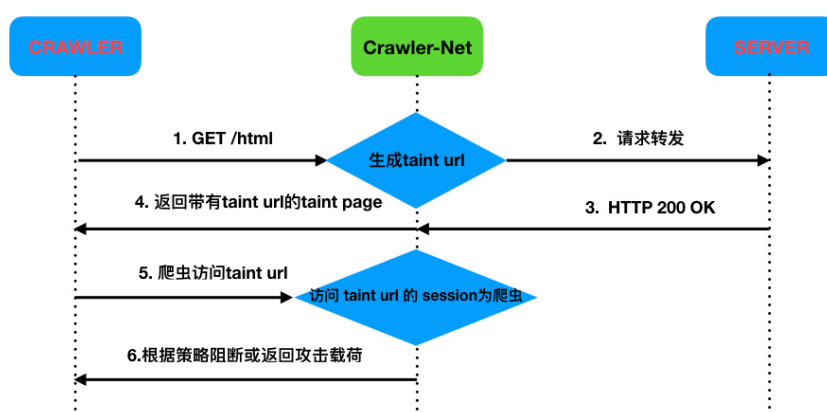 CRAWLER
Crawler-Net
SERVER
1. GET /html
生成taint url
2. 请求转发
4. 返回带有taint url的taint page
3. HTTP 200 OK
5. 爬虫访问taint url
访问 taint url 的 session为爬虫
6.根据策略阻断或返回攻击载荷